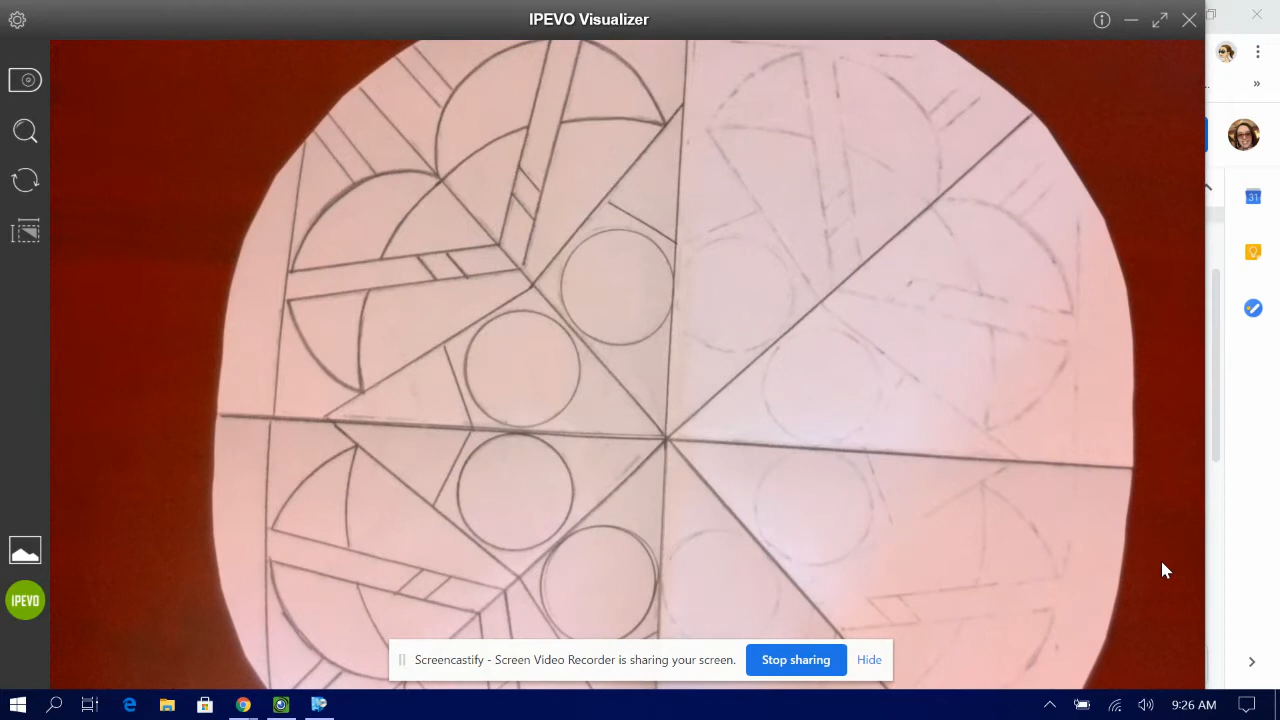 IPEVO Visualizer
31
IPEVO
Screencastify - Screen Video Recorder is sharing your screen.
Stop sharing
Hide
9:26 AM